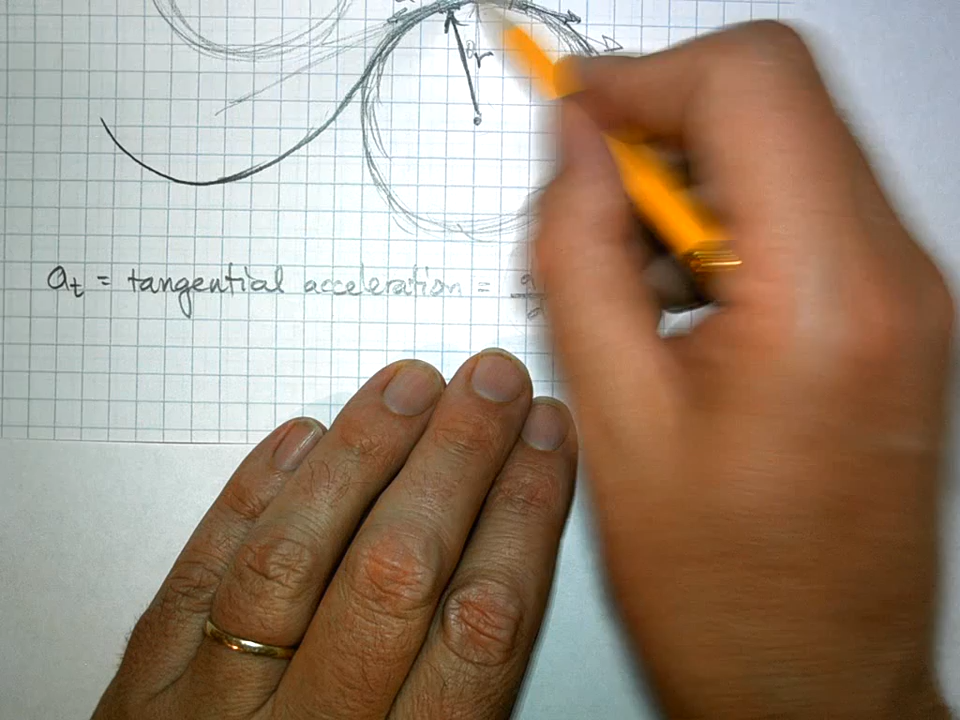 r
a_t = tangential acceleration =